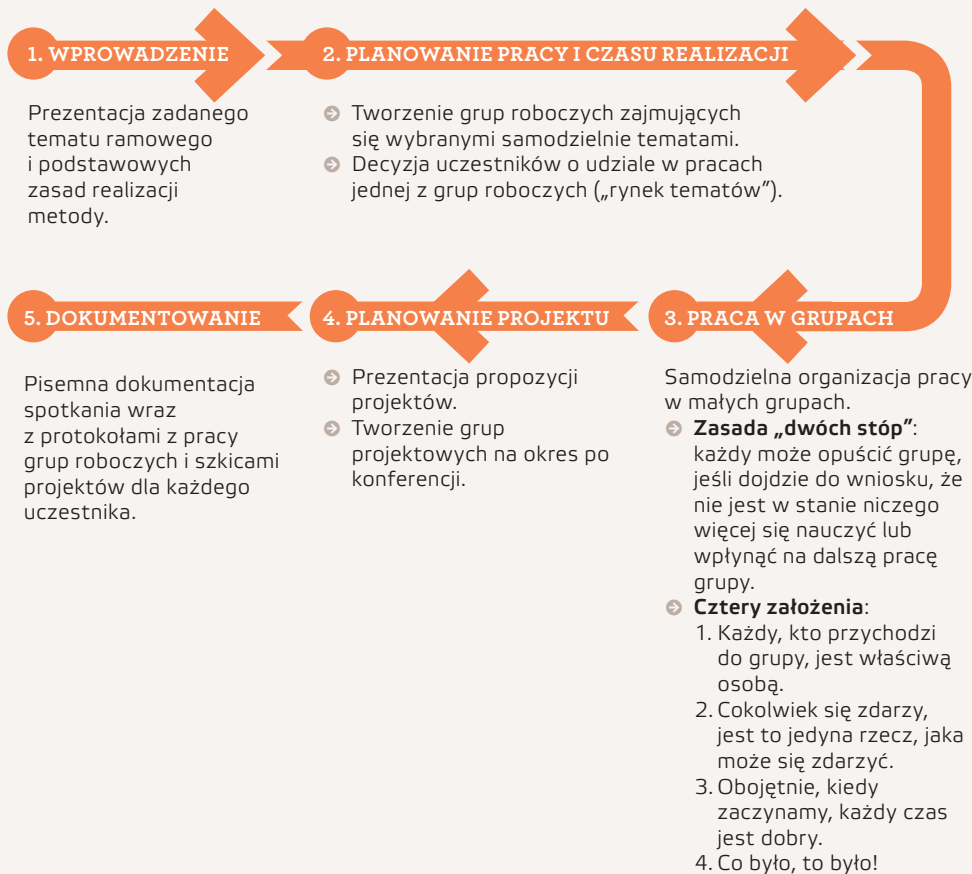 1. WPROWADZENIE
Prezentacja zadanego
tematu ramowego
i podstawowych
zasad realizacji
metody.
2. PLANOWANIE PRACY I CZASU REALIZACJI
Tworzenie grup roboczych zajmujących
się wybranymi samodzielnie tematami.
Decyzja uczestników o udziale w pracach
jednej z grup roboczych („rynek tematów”).
3. PRACA W GRUPACH
Samodzielna organizacja pracy
w małych grupach.
Zasada „dwóch stóp”:
każdy może opuścić grupę,
jeśli dojdzie do wniosku, że
nie jest w stanie niczego
więcej się nauczyć lub
wpłynąć na dalszą pracę
grupy.
Cztery założenia:
1. Każdy, kto przychodzi
do grupy, jest właściwą
osobą.
2. Cokolwiek się zdarzy,
jest to jedyna rzecz, jaka
może się zdarzyć.
3. Obojętnie, kiedy
zaczynamy, każdy czas
jest dobry.
4. Co było, to było!
4. PLANOWANIE PROJEKTU
Prezentacja propozycji
projektów.
Tworzenie grup
projektowych na okres po
konferencji.
5. DOKUMENTOWANIE
Pisemna dokumentacja
spotkania wraz
z protokołami z pracy
grup roboczych i szkicami
projektów dla każdego
uczestnika.